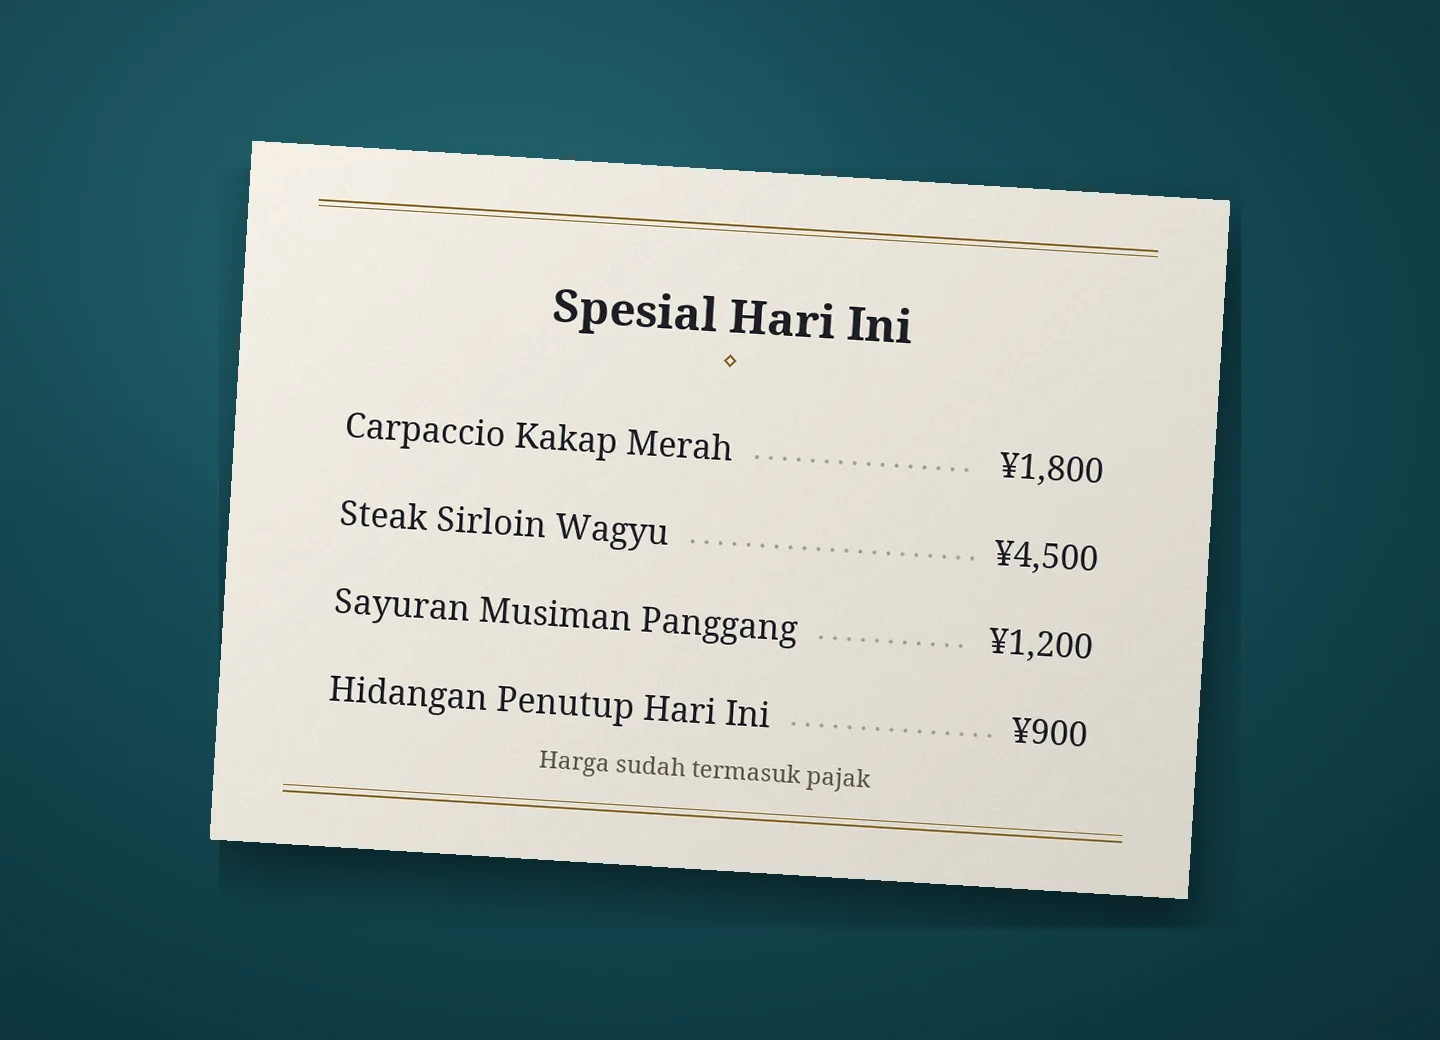 Spesial Hari Ini
Carpaccio Kakap Merah ¥1,800
Steak Sirloin Wagyu ¥4,500
Sayuran Musiman Panggang ¥1,200
Hidangan Penutup Hari Ini ¥900
Harga sudah termasuk pajak